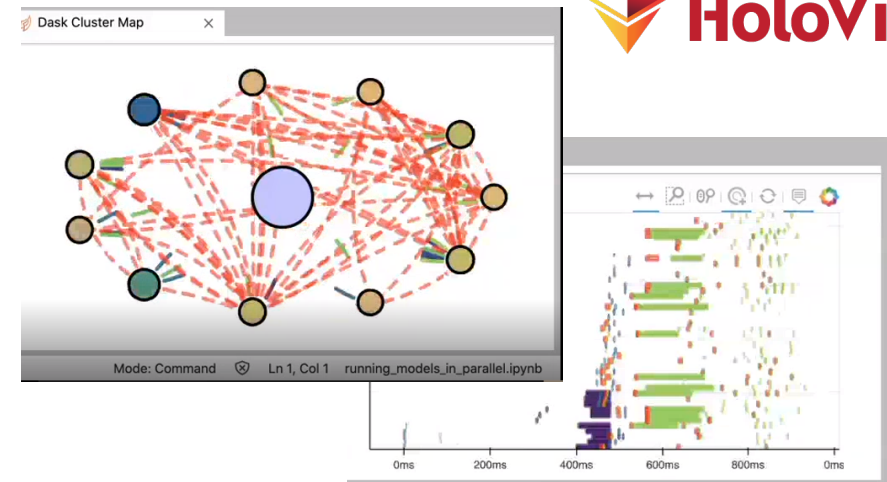 Dask Cluster Map
HoloVi
Mode: Command
Ln 1, Col 1
running_models_in_parallel.ipynb
0ms
200ms
400ms
600ms
800ms
0ms